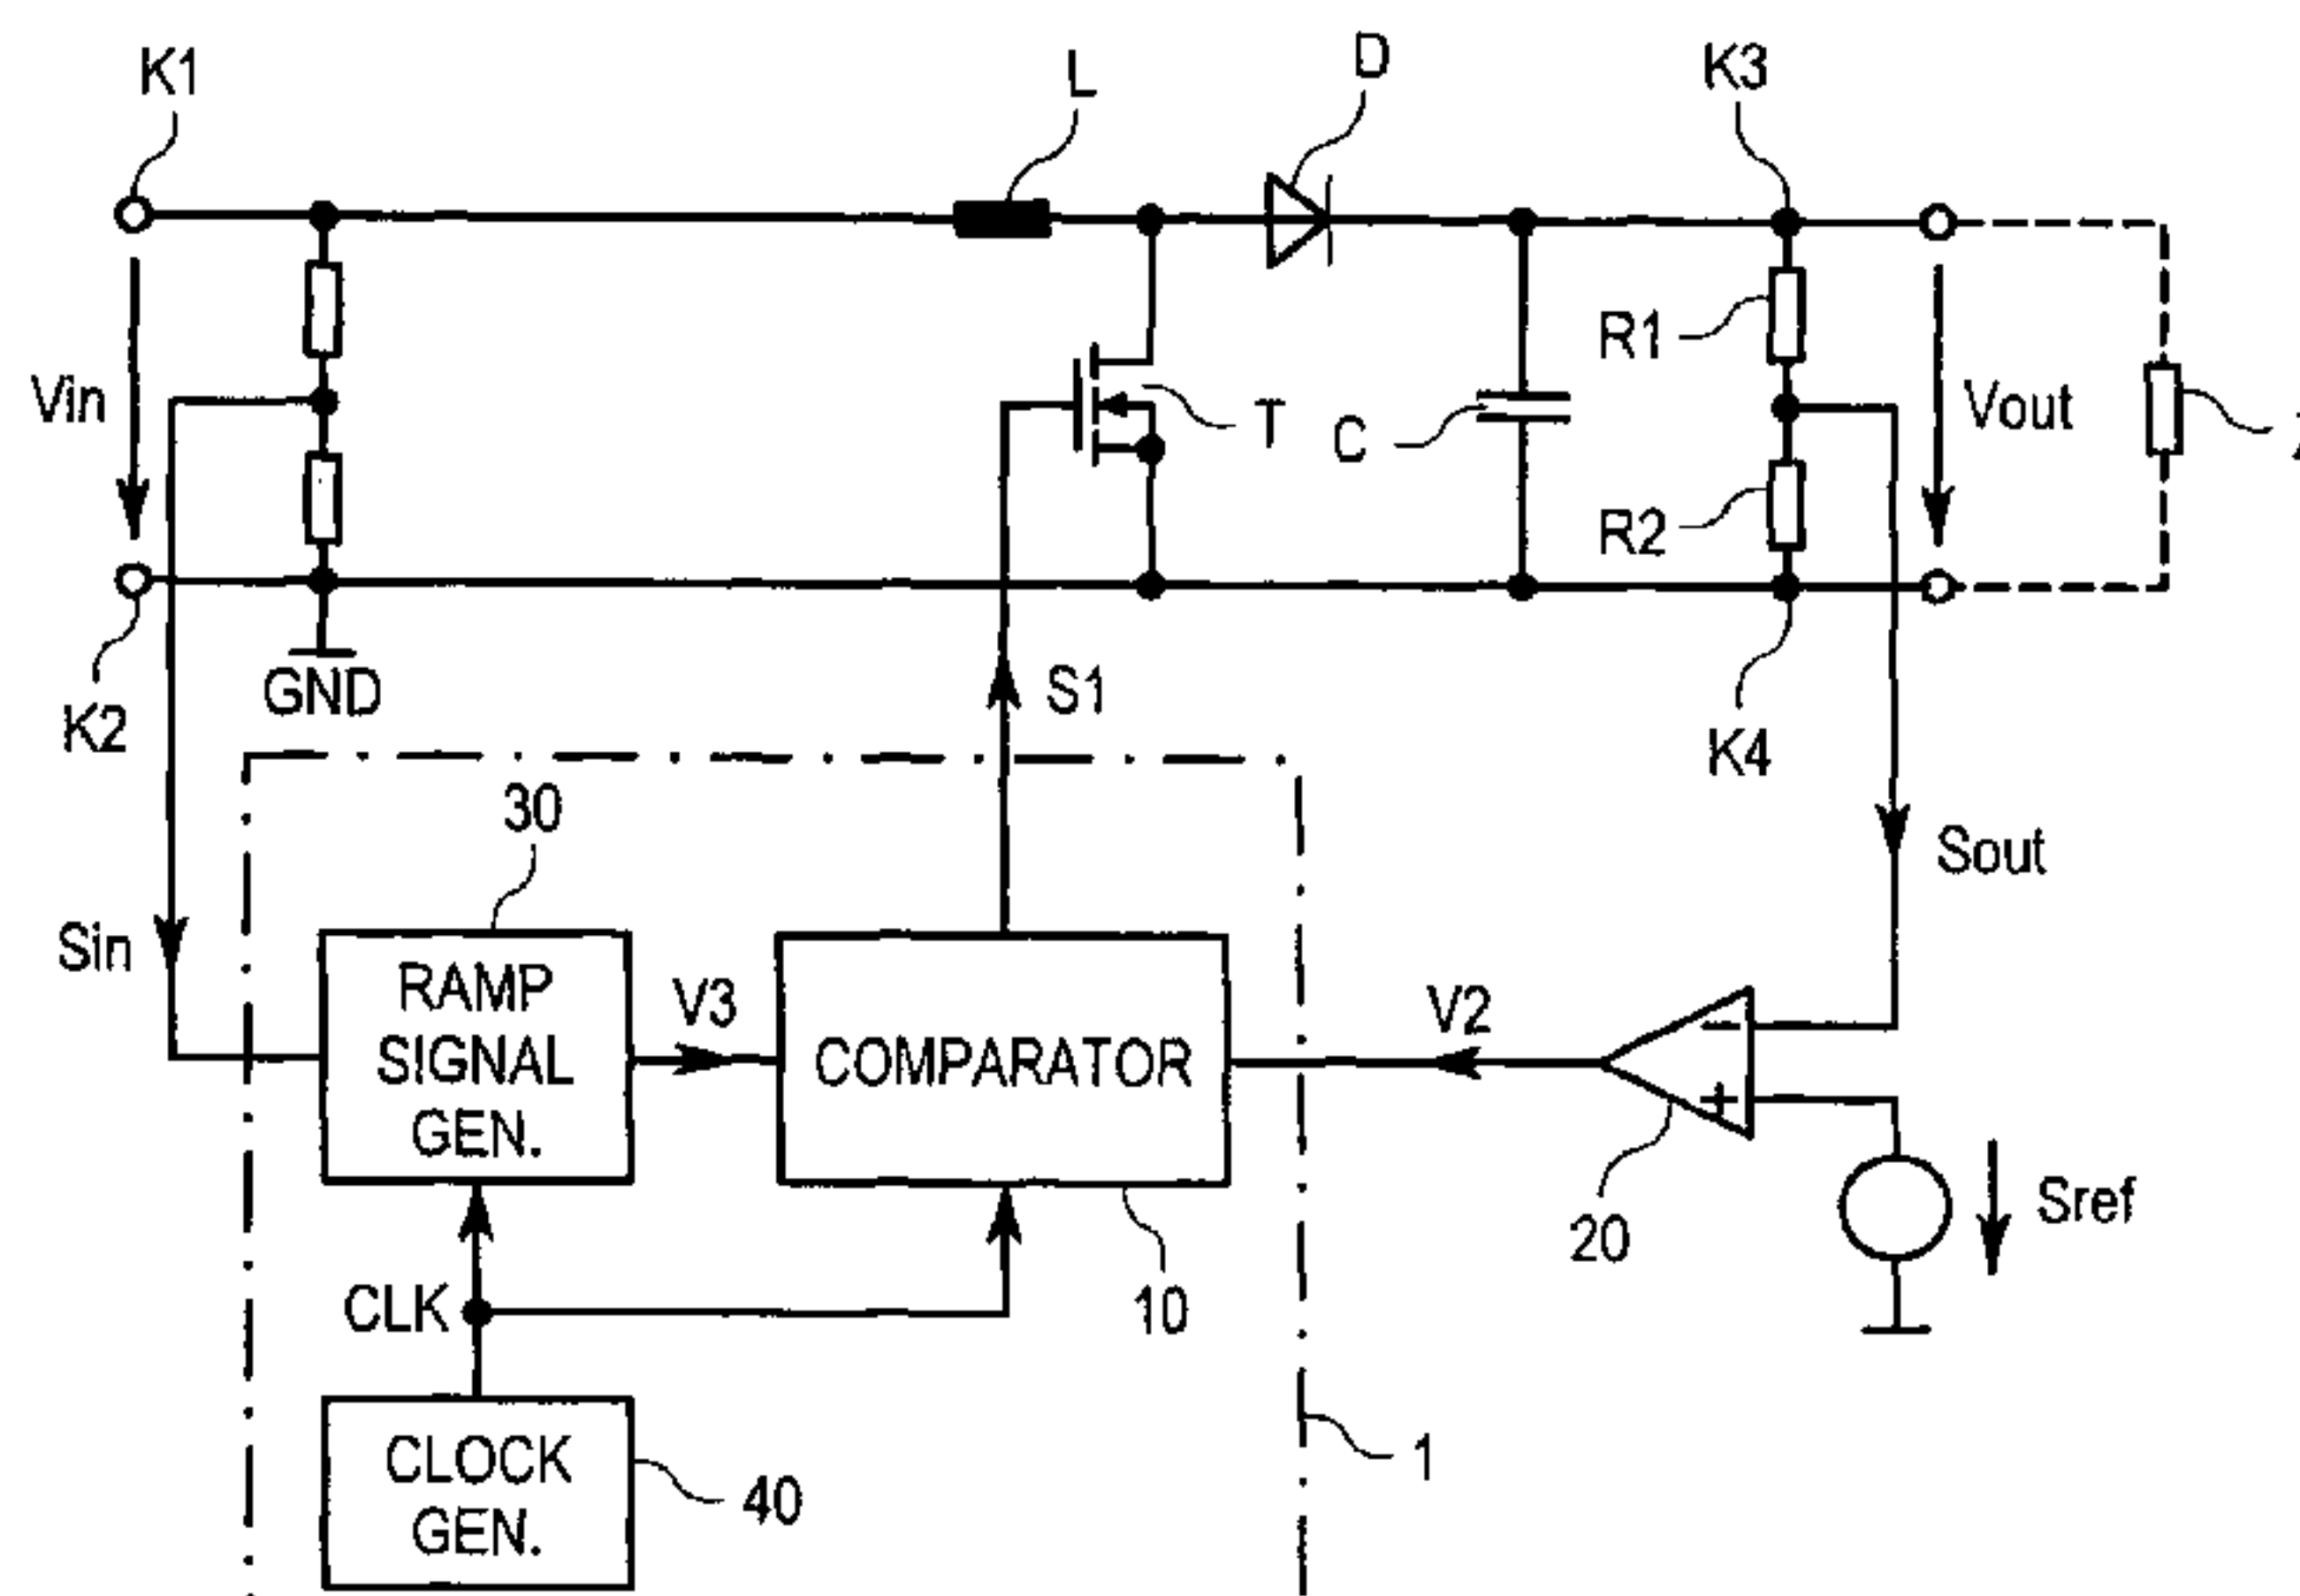 K1
L
D
K3
Vin
T
C
R1
R2
Vout
K2
GND
S1
K4
30
Sin
RAMP
SIGNAL
GEN.
V3
COMPARATOR
V2
Sout
20
Sref
CLK
10
CLOCK
GEN.
40
1